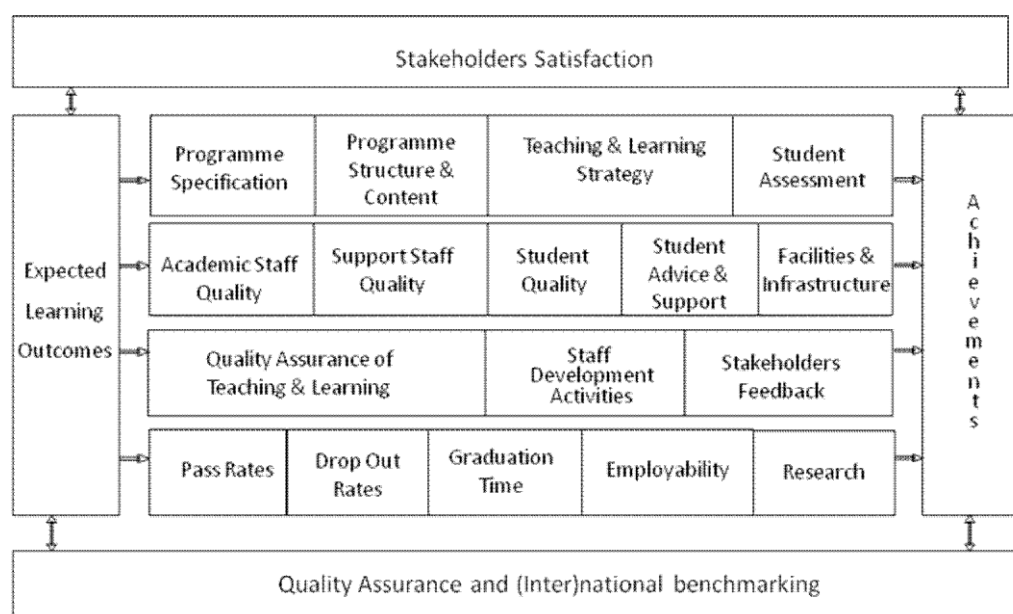 Stakeholders Satisfaction
Expected
Learning
Outcomes
Programme
Specification
Programme
Structure &
Content
Teaching & Learning
Strategy
Student
Assessment
Academic Staff
Quality
Support Staff
Quality
Student
Quality
Student
Advice &
Support
Facilities &
Infrastructure
Quality Assurance of
Teaching & Learning
Staff
Development
Activities
Stakeholders
Feedback
Pass Rates
Drop Out
Rates
Graduation
Time
Employability
Research
Achievements
Quality Assurance and (Inter)national benchmarking